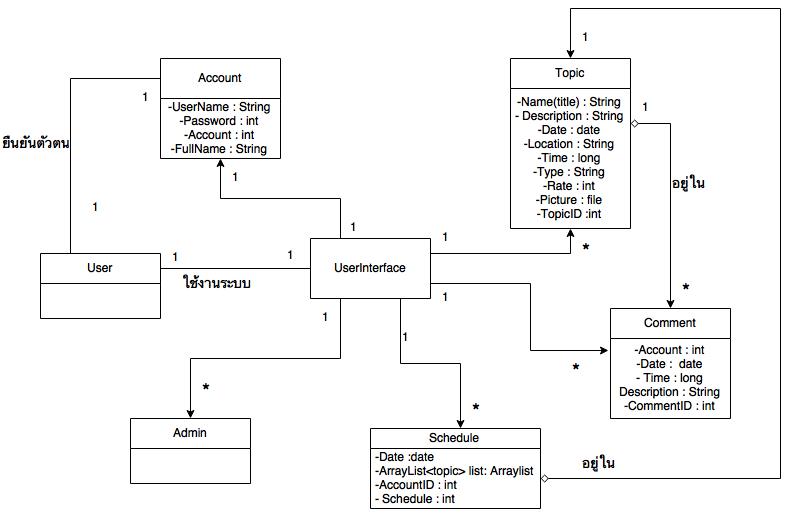 Account
-UserName : String
-Password : int
-Account : int
-FullName : String
1
ยืนยันตัวตน
1
1
1
User
1
1
ใช้งานระบบ
UserInterface
1
1
1
1
*
Topic
-Name(title) : String
- Description : String
-Date : date
-Location : String
-Time : long
-Type : String
-Rate : int
-Picture : file
-TopicID :int
1
1
อยู่ใน
*
Comment
-Account : int
-Date :  date
- Time : long
Description : String
-CommentID : int
*
1
*
Admin
*
Schedule
-Date :date
-ArrayList<topic> list: Arraylist
-AccountID : int
- Schedule : int
อยู่ใน